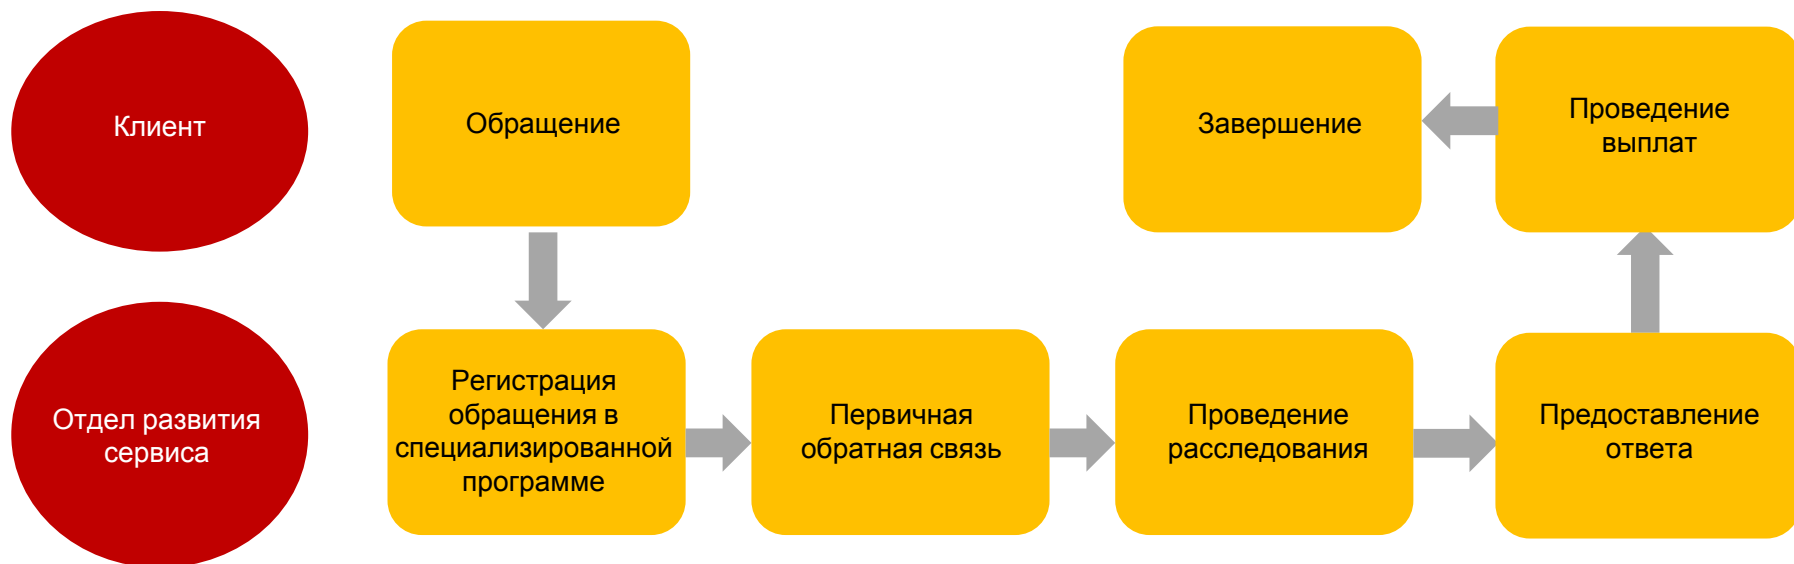 Клиент
Обращение
Завершение
Проведение
выплат
Отдел развития
сервиса
Регистрация
обращения в
специализированной
программе
Первичная
обратная связь
Проведение
расследования
Предоставление
ответа